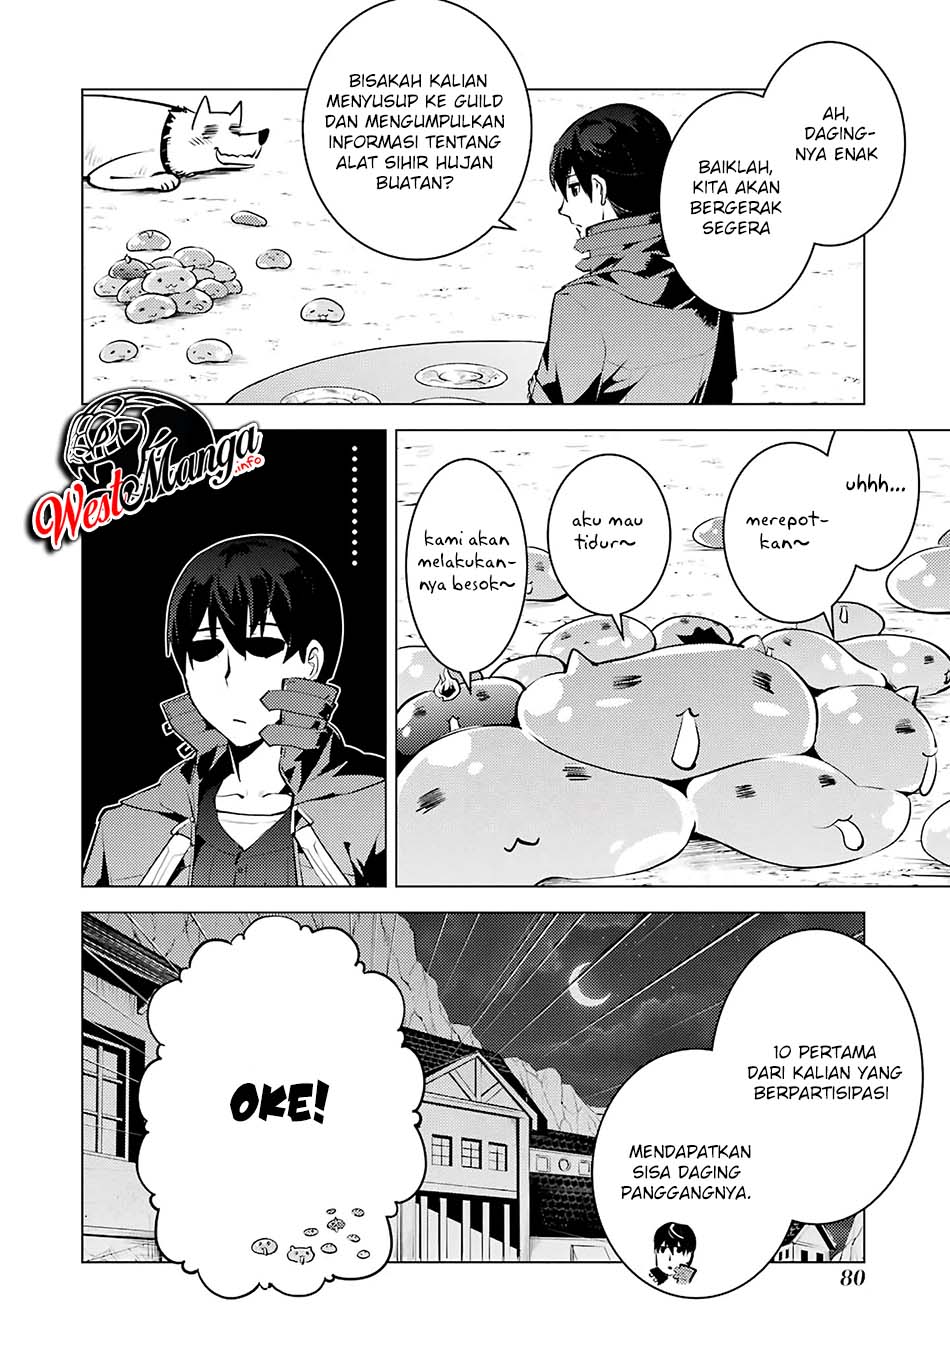 AH,
DAGING-
NYA ENAK
BAIKLAH,
KITA AKAN
BERGERAK
SEGERA
BISAKAH KALIAN
MENYUSUP KE GUILD
DAN MENGUMPULKAN
INFORMASI TENTANG
ALAT SIHIR HUJAN
BUATAN?
uhhh...
merepot-
kan~
aku mau
tidur~
kami akan
melakukan-
nya besok~
WestManga
.info
10 PERTAMA
DARI KALIAN YANG
BERPARTISIPASI
MENDAPATKAN
SISA DAGING
PANGGANGNYA.
OKE!
80